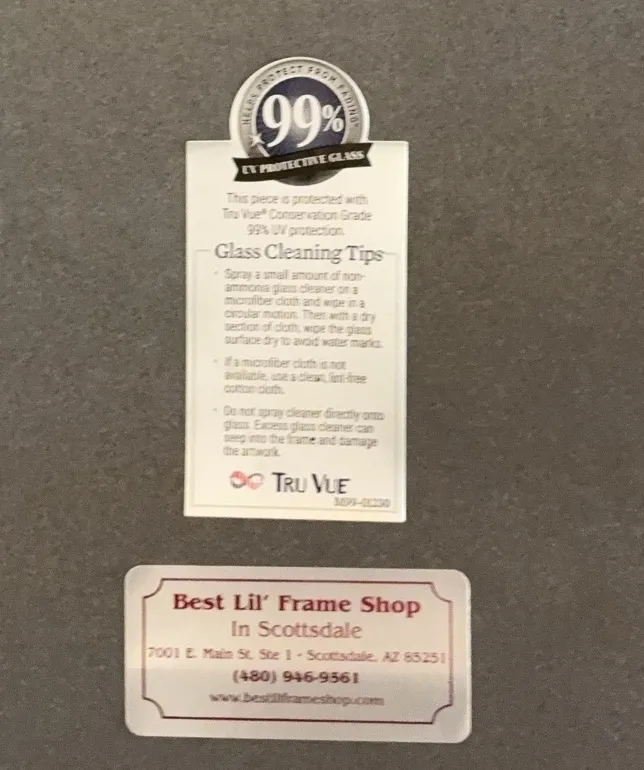 HELPS PROTECT FROM FADING*
99%
UV PROTECTIVE GLASS
This piece is protected with
Tru Vue® Conservation Grade
99% UV protection.
Glass Cleaning Tips
• Spray a small amount of non-
ammonia glass cleaner on a
microfiber cloth and wipe in a
circular motion. Then with a dry
section of cloth, wipe the glass
surface dry to avoid water marks.
• If a microfiber cloth is not
available, use a clean, lint-free
cotton cloth.
• Do not spray cleaner directly onto
glass. Excess glass cleaner can
seep into the frame and damage
the artwork.
TRU VUE
Best Lil' Frame Shop
In Scottsdale
7001 E. Main St, Ste 1 • Scottsdale, AZ 85251
(480) 946-9561
www.bestlilframeshop.com